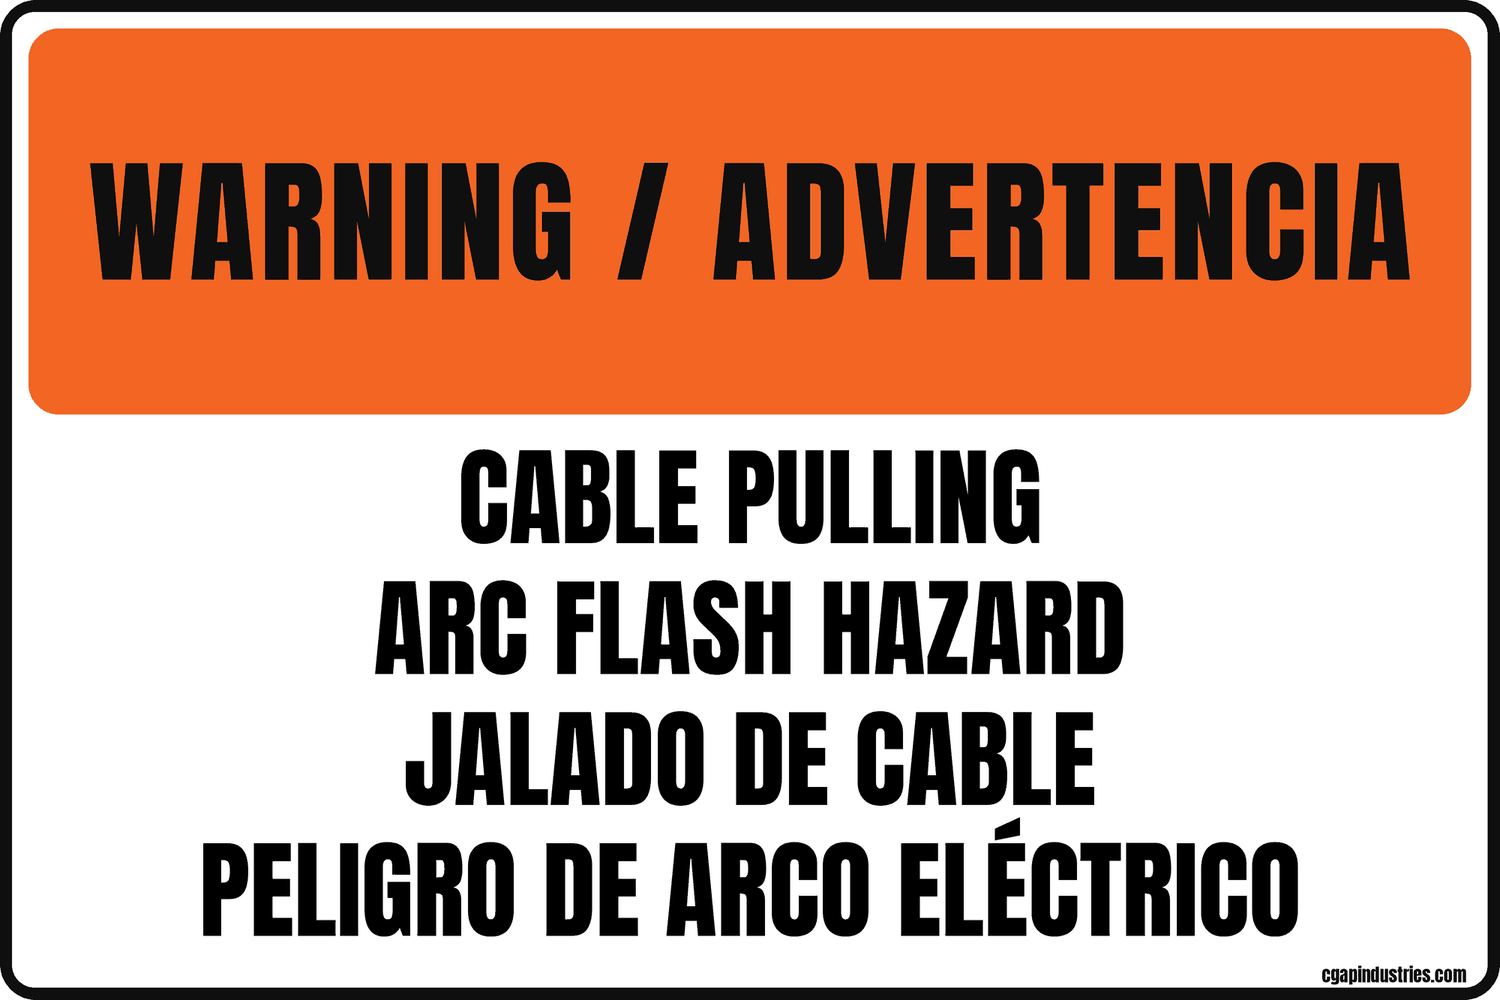 WARNING / ADVERTENCIA
CABLE PULLING
ARC FLASH HAZARD
JALADO DE CABLE
PELIGRO DE ARCO ELÉCTRICO
cgapindustries.com